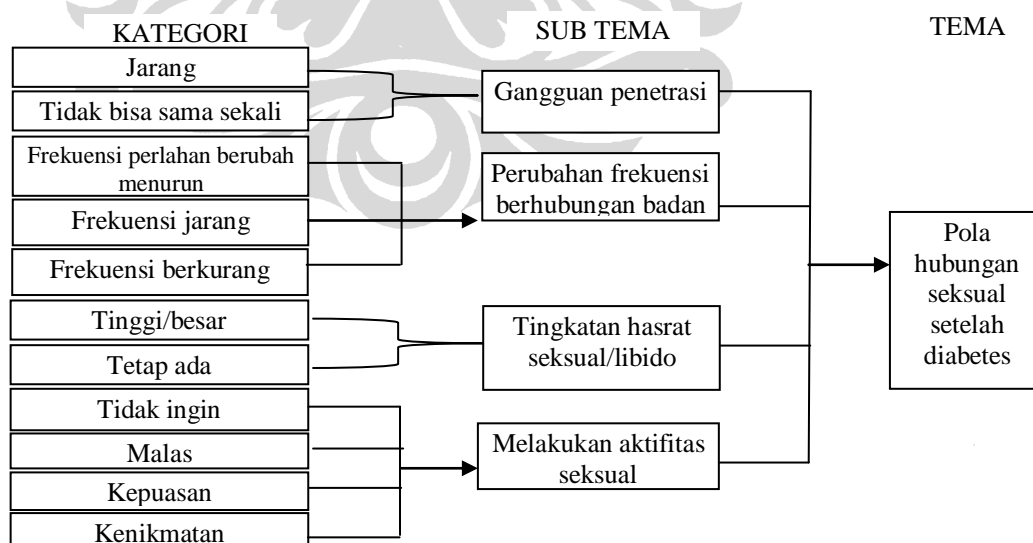 KATEGORI
SUB TEMA
TEMA
Jarang
Tidak bisa sama sekali
Frekuensi perlahan berubah
menurun
Frekuensi jarang
Frekuensi berkurang
Tinggi/besar
Tetap ada
Tidak ingin
Malas
Kepuasan
Kenikmatan
Gangguan penetrasi
Perubahan frekuensi
berhubungan badan
Tingkatan hasrat
seksual/libido
Melakukan aktifitas
seksual
Pola
hubungan
seksual
setelah
diabetes